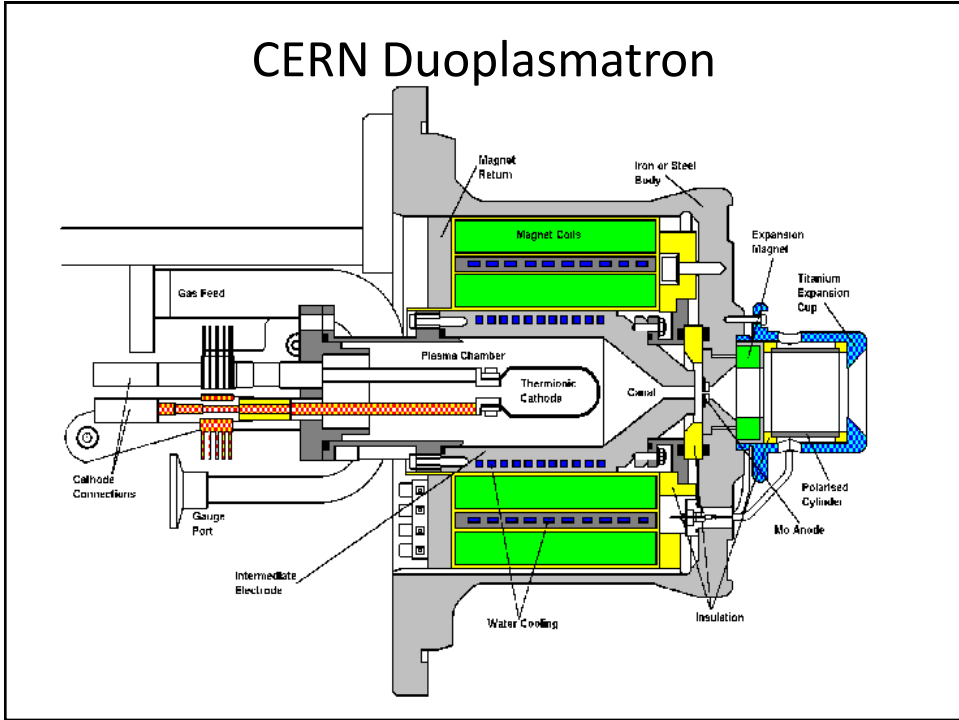 CERN Duoplasmatron
Magnet
Return
Iron or Steel
Body
Magnet Coils
Expansion
Magnet
Titanium
Expansion
Cup
Gas Feed
Plasma Chamber
Thermionic
Cathode
Canal
Cathode
Connections
Gauge
Port
Polarised
Cylinder
Mo Anode
Intermediate
Electrode
Water Cooling
Insulation